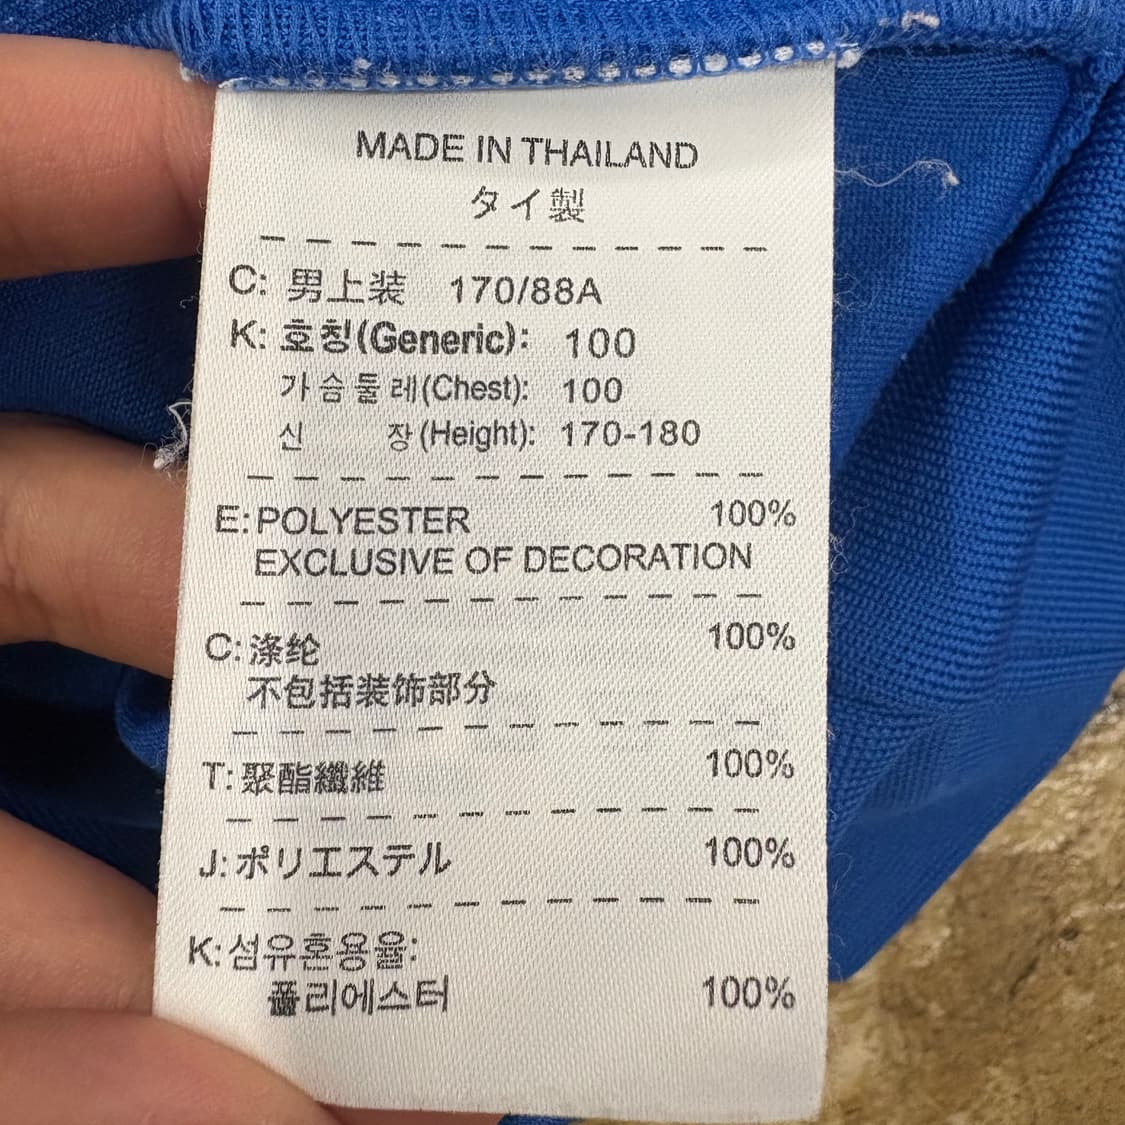 MADE IN THAILAND
タイ製
C: 男上装 170/88A
K: 호칭(Generic): 100
가슴둘레(Chest): 100
신 장(Height): 170-180
E: POLYESTER 100%
EXCLUSIVE OF DECORATION
C: 涤纶 100%
不包括装饰部分
T: 聚酯纖維 100%
J: ポリエステル 100%
K: 섬유혼용율:
폴리에스터 100%